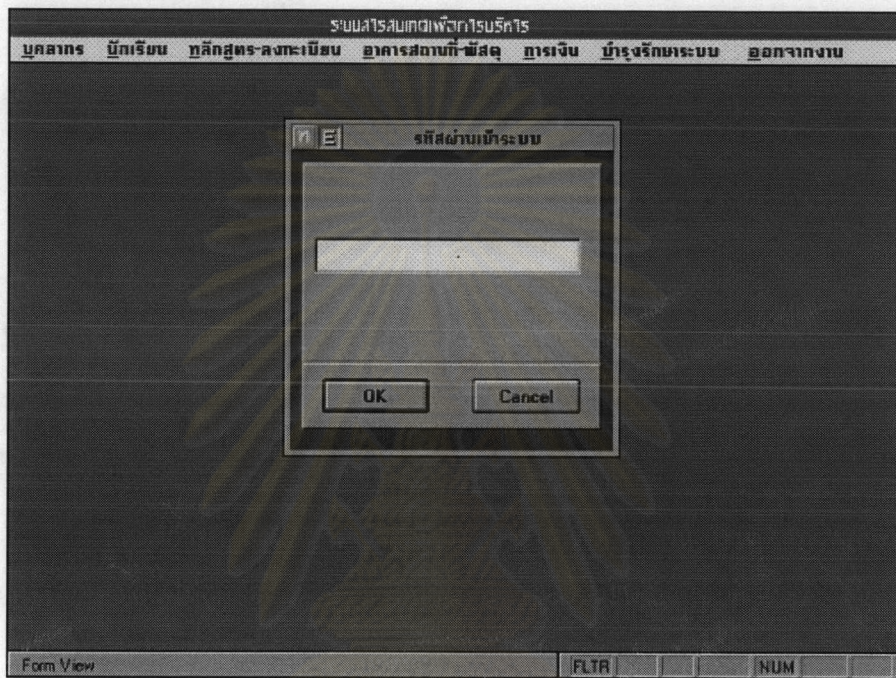 ระบบสารสนเทศเพื่อการบริหาร
บุคลากร นักเรียน หลักสูตร-ลงทะเบียน อาคารสถานที่-พัสดุ การเงิน บำรุงรักษาระบบ ออกจากงาน
รหัสผ่านเข้าระบบ
OK Cancel
Form View FLTR NUM